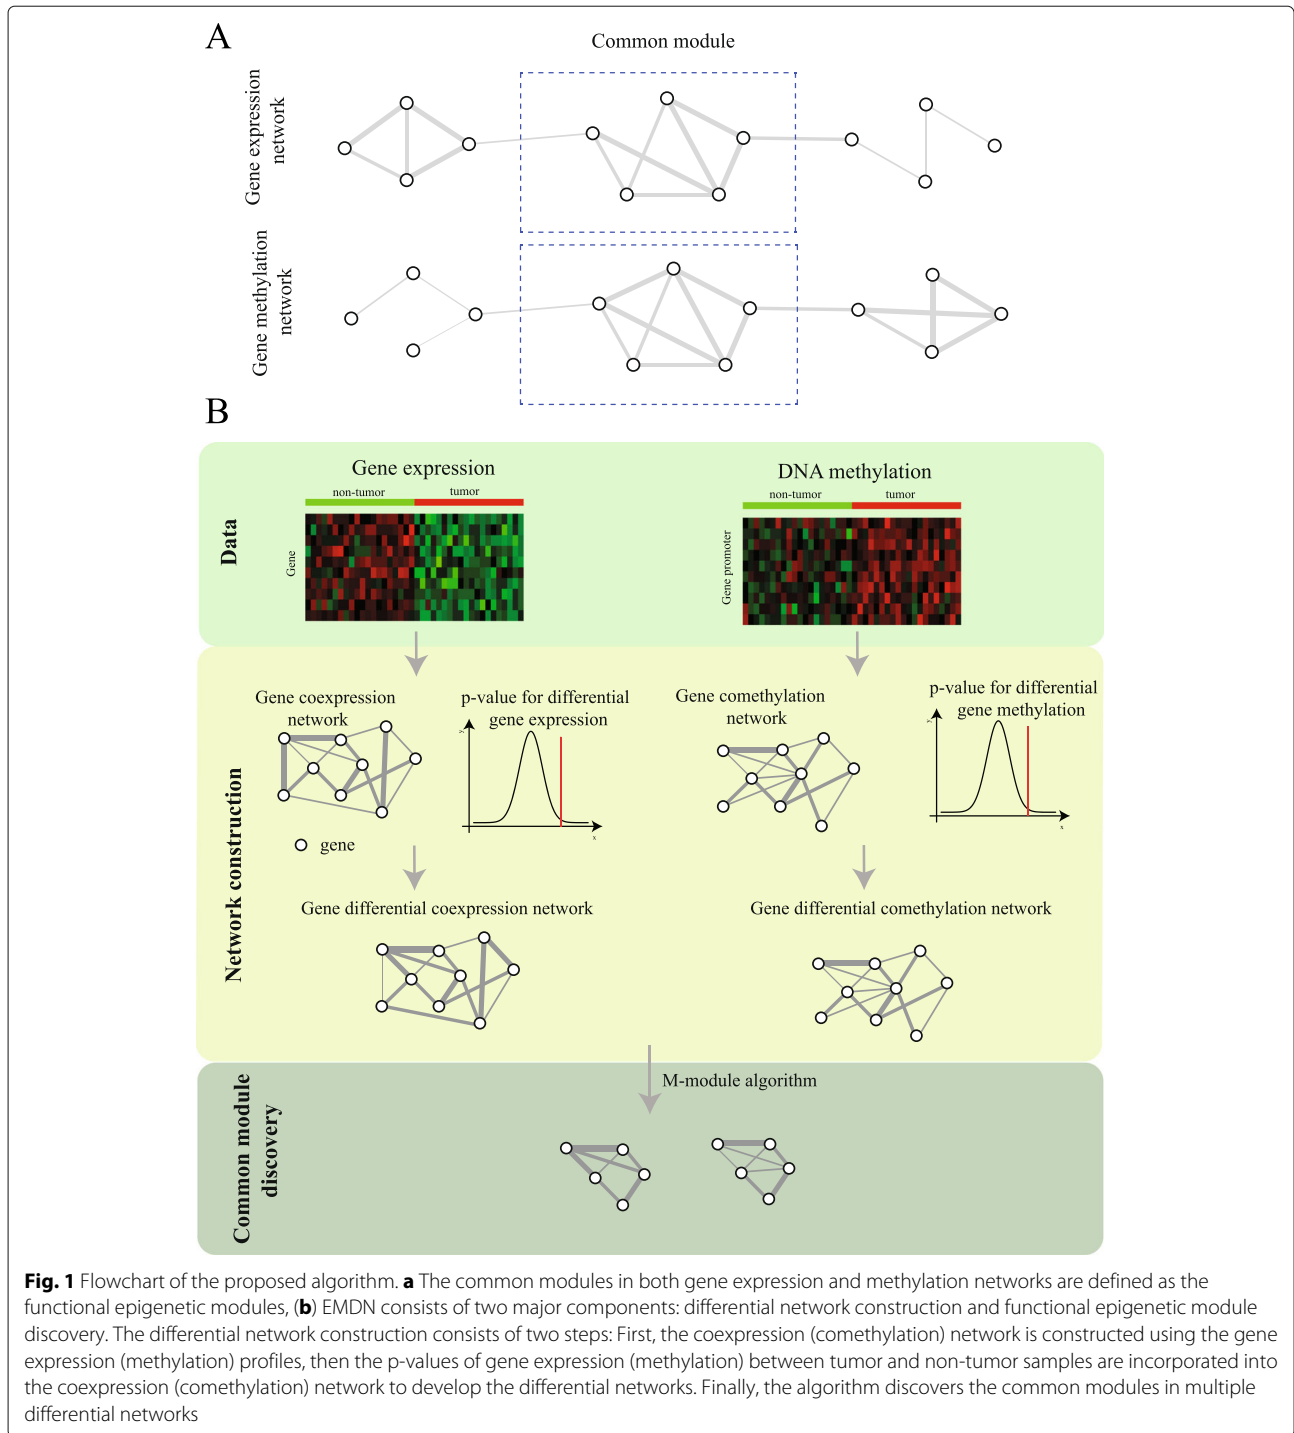 A
Common module
Gene expression
network
Gene methylation
network
B
Data
Gene expression
non-tumor tumor
Gene
DNA methylation
non-tumor tumor
Gene promoter
Network construction
Gene coexpression
network
p-value for differential
gene expression
y
x
gene
Gene comethylation
network
p-value for differential
gene methylation
y
x
Gene differential coexpression network
Gene differential comethylation network
Common module
discovery
M-module algorithm
Fig. 1 Flowchart of the proposed algorithm. a The common modules in both gene expression and methylation networks are defined as the
functional epigenetic modules, (b) EMDN consists of two major components: differential network construction and functional epigenetic module
discovery. The differential network construction consists of two steps: First, the coexpression (comethylation) network is constructed using the gene
expression (methylation) profiles, then the p-values of gene expression (methylation) between tumor and non-tumor samples are incorporated into
the coexpression (comethylation) network to develop the differential networks. Finally, the algorithm discovers the common modules in multiple
differential networks